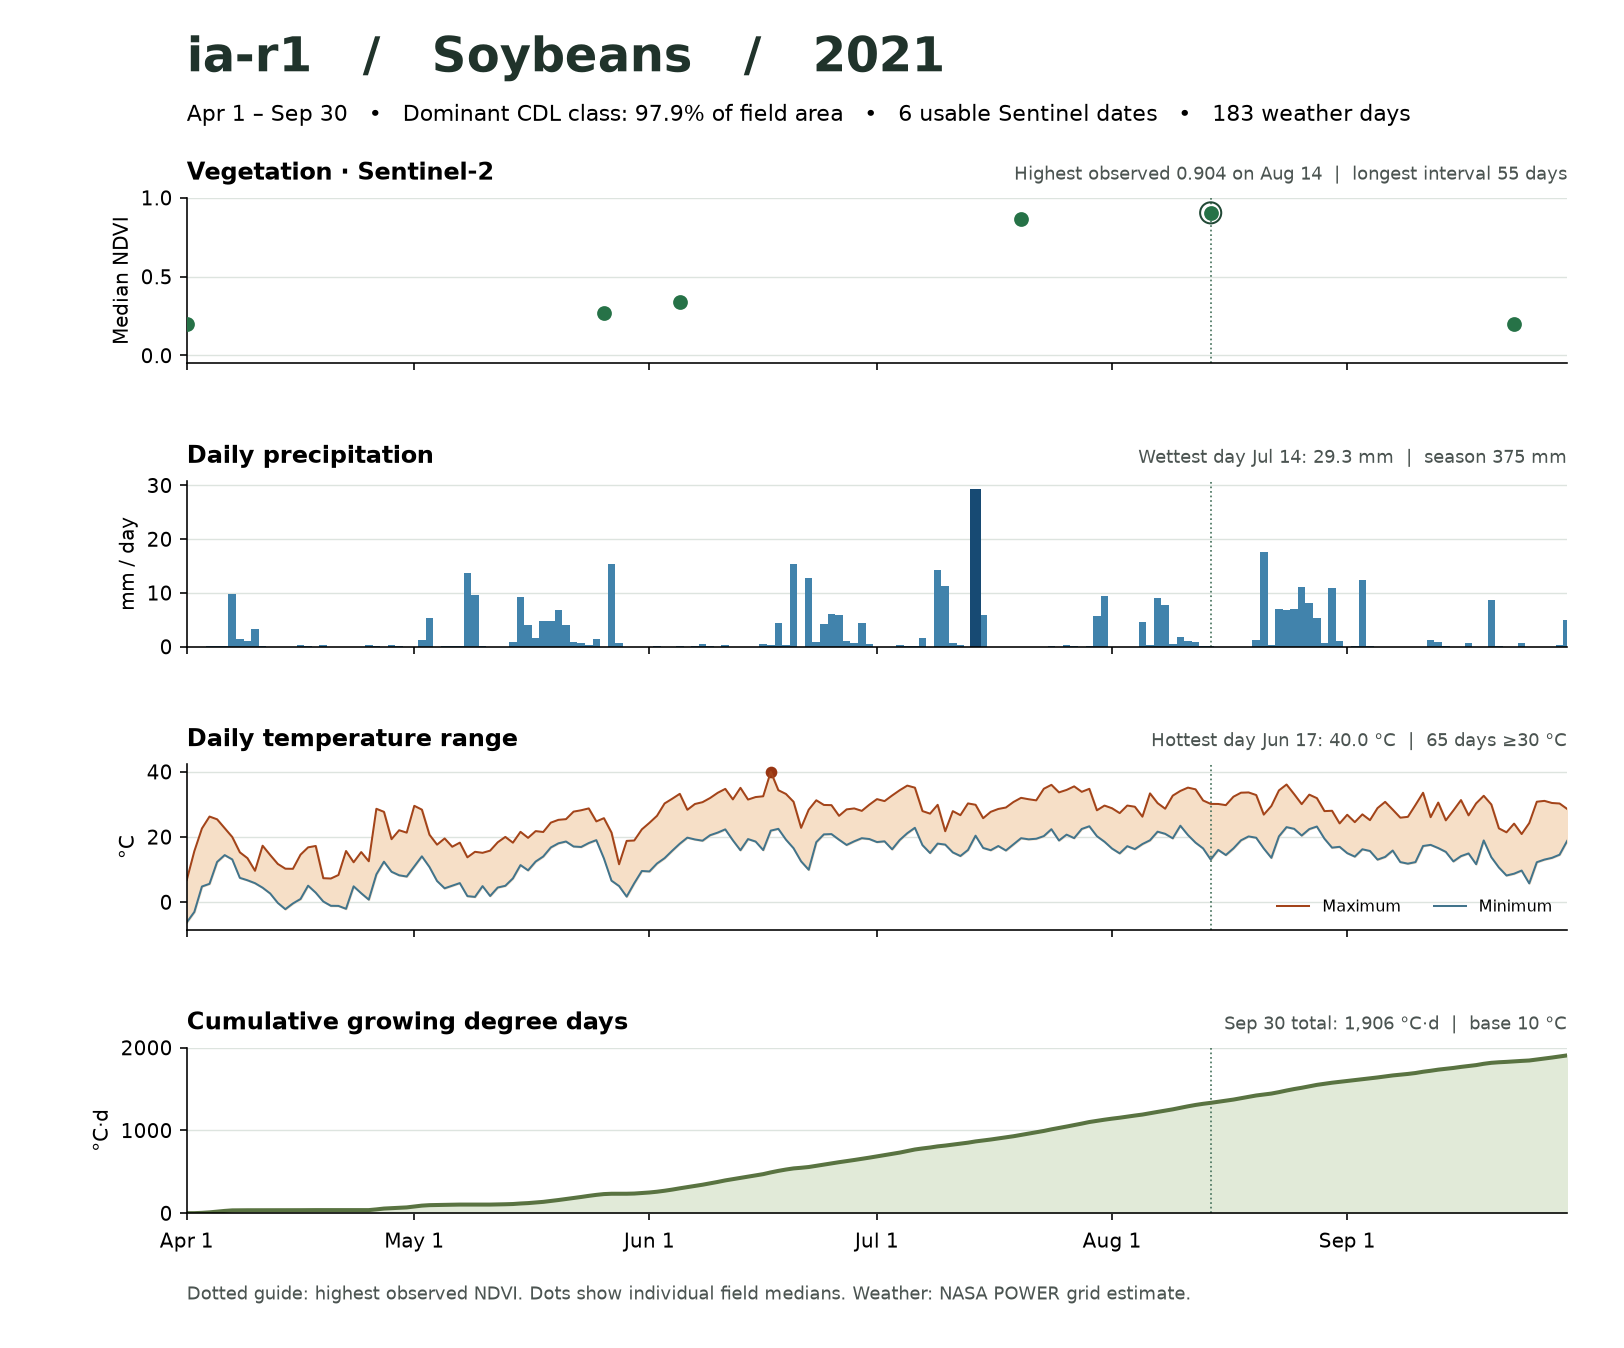 ia-r1 / Soybeans / 2021
Apr 1 – Sep 30 • Dominant CDL class: 97.9% of field area • 6 usable Sentinel dates • 183 weather days
Vegetation · Sentinel-2
Highest observed 0.904 on Aug 14 | longest interval 55 days
Median NDVI
1.0
0.5
0.0
Daily precipitation
Wettest day Jul 14: 29.3 mm | season 375 mm
mm / day
30
20
10
0
Daily temperature range
Hottest day Jun 17: 40.0 °C | 65 days ≥30 °C
°C
40
20
0
Maximum
Minimum
Cumulative growing degree days
Sep 30 total: 1,906 °C·d | base 10 °C
°C·d
2000
1000
0
Apr 1
May 1
Jun 1
Jul 1
Aug 1
Sep 1
Dotted guide: highest observed NDVI. Dots show individual field medians. Weather: NASA POWER grid estimate.